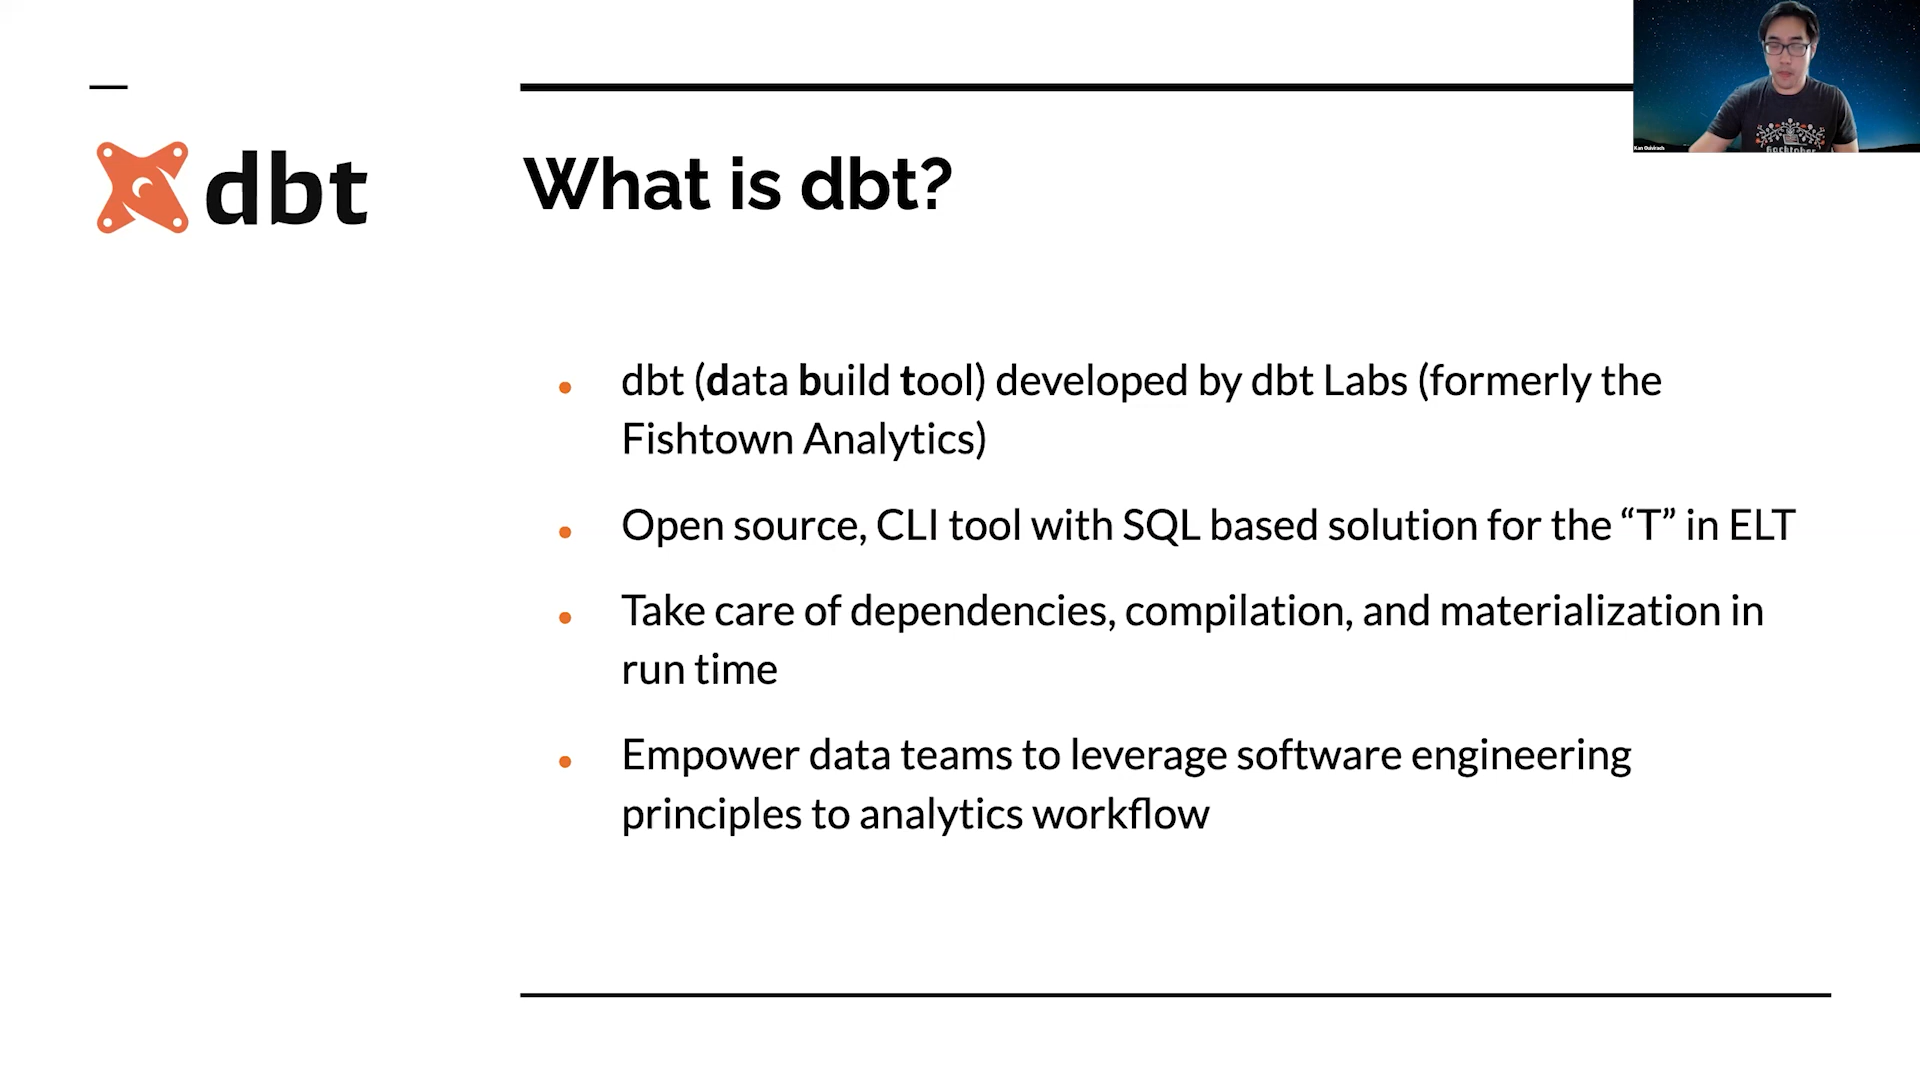 dbt
What is dbt?
Kan Ouivirach
dbt (data build tool) developed by dbt Labs (formerly the
Fishtown Analytics)
Open source, CLI tool with SQL based solution for the “T” in ELT
Take care of dependencies, compilation, and materialization in
run time
Empower data teams to leverage software engineering
principles to analytics workflow